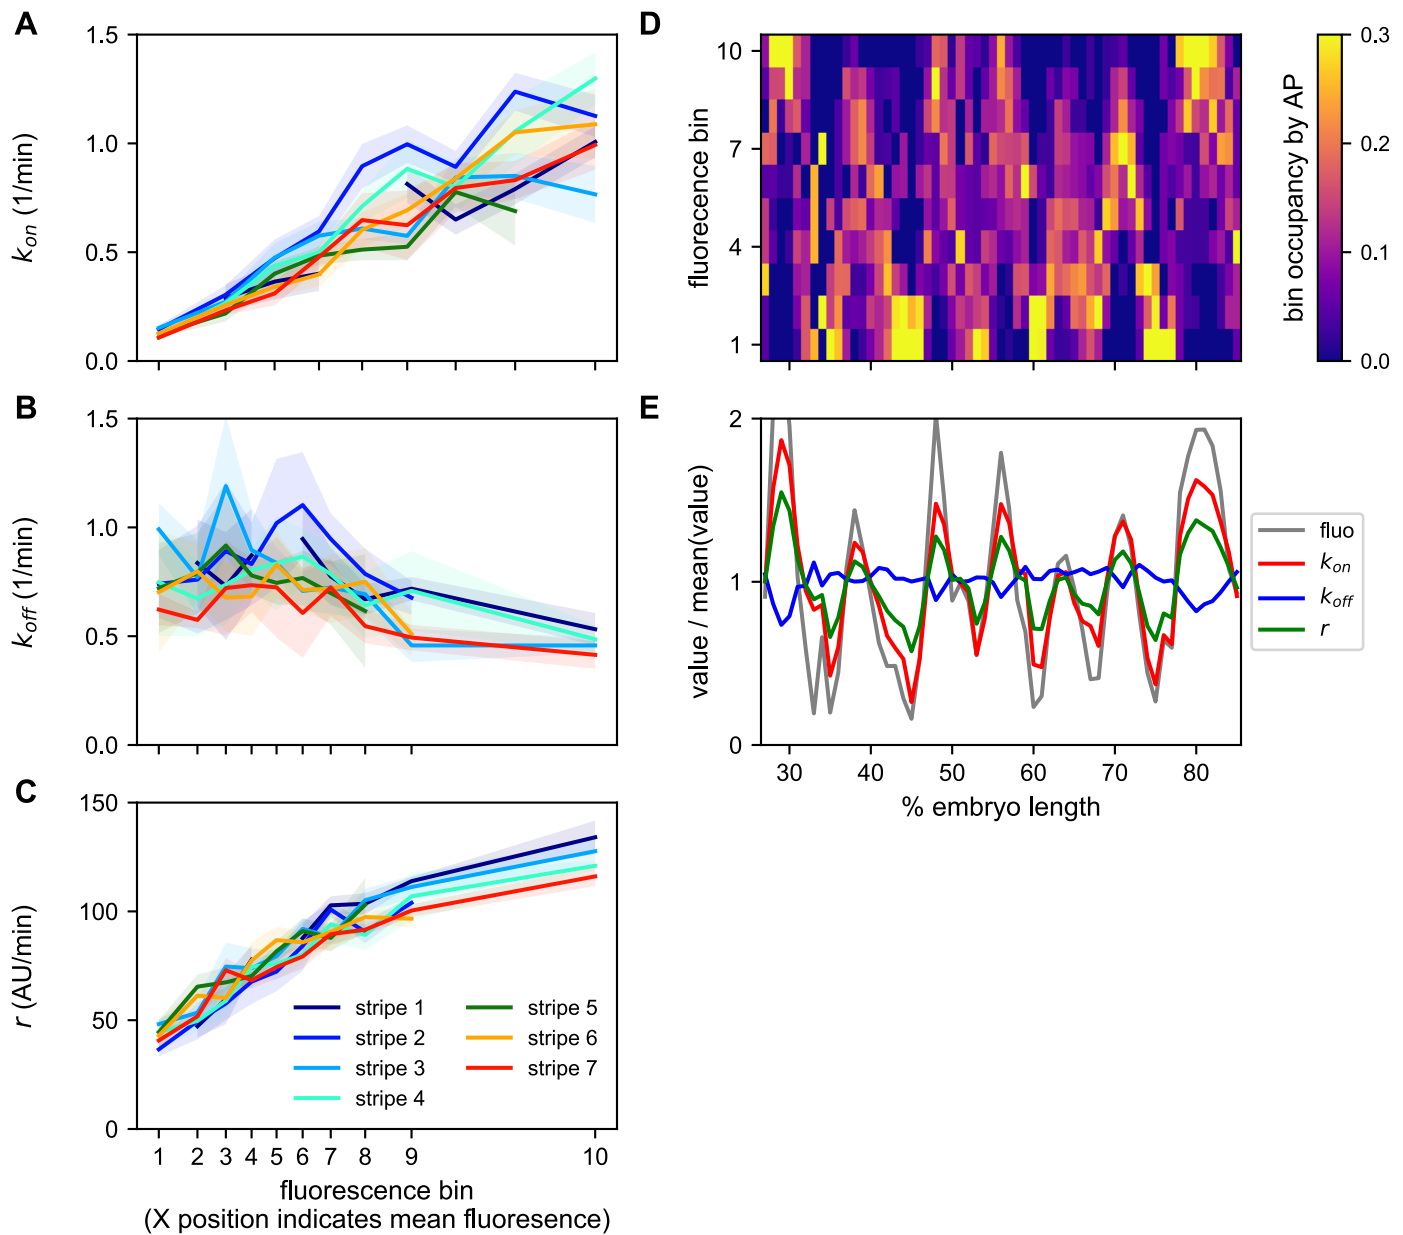 A
1.5
1.0
0.5
0.0
k_on (1/min)
B
1.5
1.0
0.5
0.0
k_off (1/min)
C
150
100
50
0
r (AU/min)
stripe 1
stripe 2
stripe 3
stripe 4
stripe 5
stripe 6
stripe 7
1 2 3 4 5 6 7 8 9 10
fluorescence bin
(X position indicates mean fluoresence)
D
10
7
4
1
fluorecence bin
0.3
0.2
0.1
0.0
bin occupancy by AP
E
2
1
0
value / mean(value)
30 40 50 60 70 80
% embryo length
fluo
k_on
k_off
r